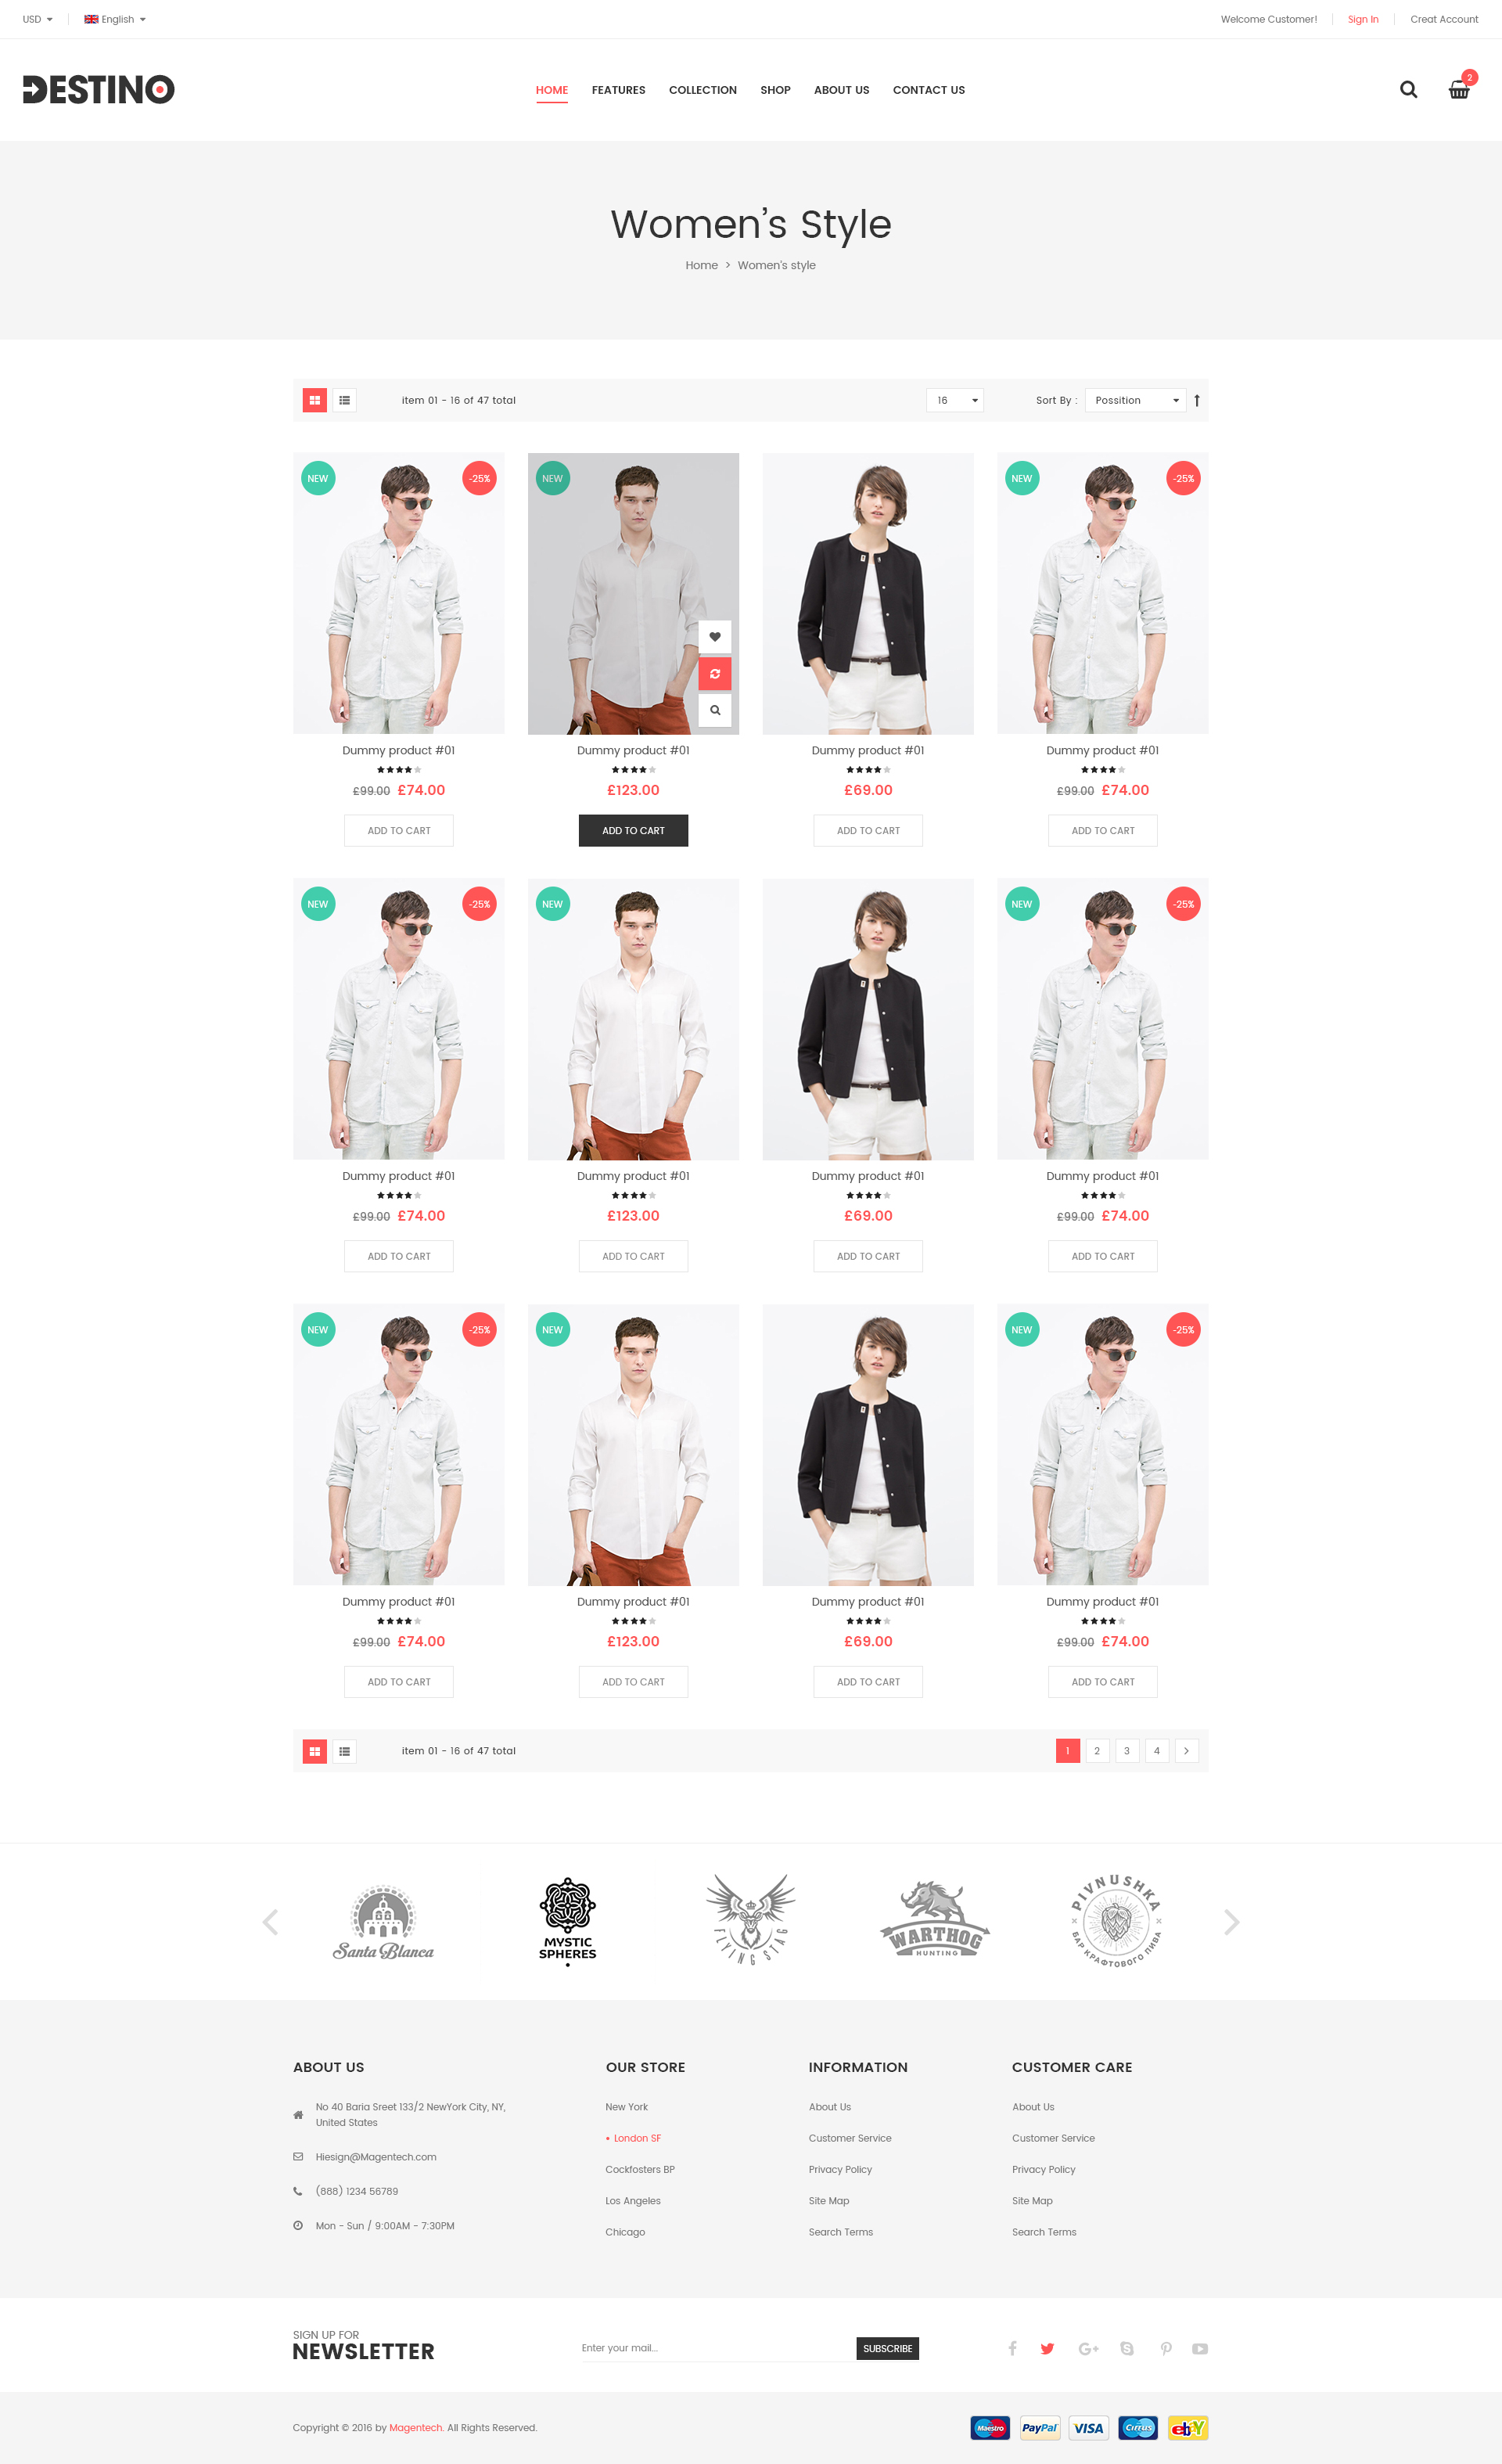 USD English Welcome Customer! Sign In Creat Account
DESTINO HOME FEATURES COLLECTION SHOP ABOUT US CONTACT US 2
Women's Style
Home > Women's style
item 01 - 16 of 47 total 16 Sort By : Possition
NEW -25% NEW NEW -25%
Dummy product #01 Dummy product #01 Dummy product #01 Dummy product #01
£99.00 £74.00 £123.00 £69.00 £99.00 £74.00
ADD TO CART ADD TO CART ADD TO CART ADD TO CART
NEW -25% NEW NEW -25%
Dummy product #01 Dummy product #01 Dummy product #01 Dummy product #01
£99.00 £74.00 £123.00 £69.00 £99.00 £74.00
ADD TO CART ADD TO CART ADD TO CART ADD TO CART
NEW -25% NEW NEW -25%
Dummy product #01 Dummy product #01 Dummy product #01 Dummy product #01
£99.00 £74.00 £123.00 £69.00 £99.00 £74.00
ADD TO CART ADD TO CART ADD TO CART ADD TO CART
item 01 - 16 of 47 total 1 2 3 4 >
Santa Blanca
MYSTIC
SPHERES
FLYING STAG
WARTHOG
HUNTING
PIVNUSHKA
БАР КРАФТОВОГО ПИВА
ABOUT US
No 40 Baria Sreet 133/2 NewYork City, NY,
United States
Hiesign@Magentech.com
(888) 1234 56789
Mon - Sun / 9:00AM - 7:30PM
OUR STORE
New York
• London SF
Cockfosters BP
Los Angeles
Chicago
INFORMATION
About Us
Customer Service
Privacy Policy
Site Map
Search Terms
CUSTOMER CARE
About Us
Customer Service
Privacy Policy
Site Map
Search Terms
SIGN UP FOR
NEWSLETTER
Enter your mail... SUBSCRIBE
Copyright © 2016 by Magentech. All Rights Reserved.
Maestro PayPal VISA Cirrus ebY